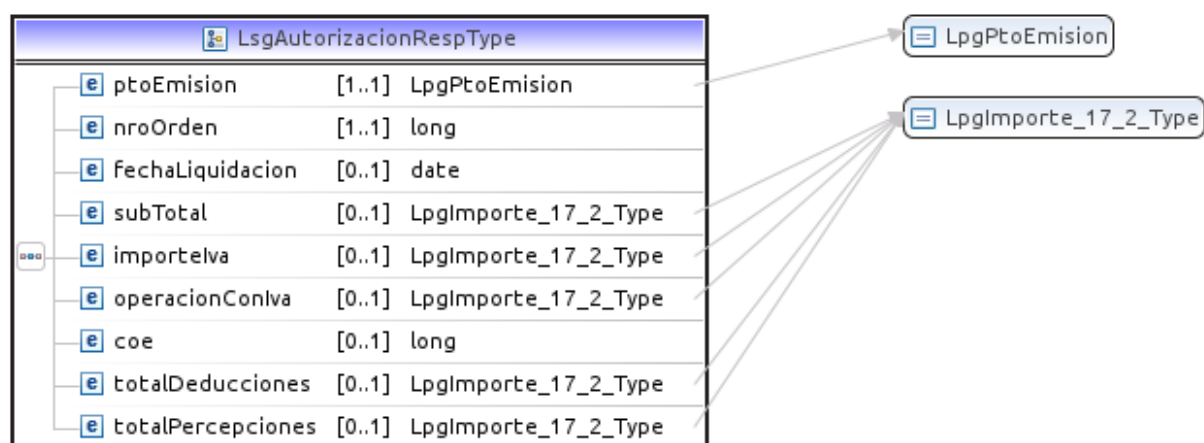 LsgAutorizacionRespType
ptoEmision [1..1] LpgPtoEmision
nroOrden [1..1] long
fechaLiquidacion [0..1] date
subTotal [0..1] LpgImporte_17_2_Type
importeIva [0..1] LpgImporte_17_2_Type
operacionConIva [0..1] LpgImporte_17_2_Type
coe [0..1] long
totalDeducciones [0..1] LpgImporte_17_2_Type
totalPercepciones [0..1] LpgImporte_17_2_Type
LpgPtoEmision
LpgImporte_17_2_Type